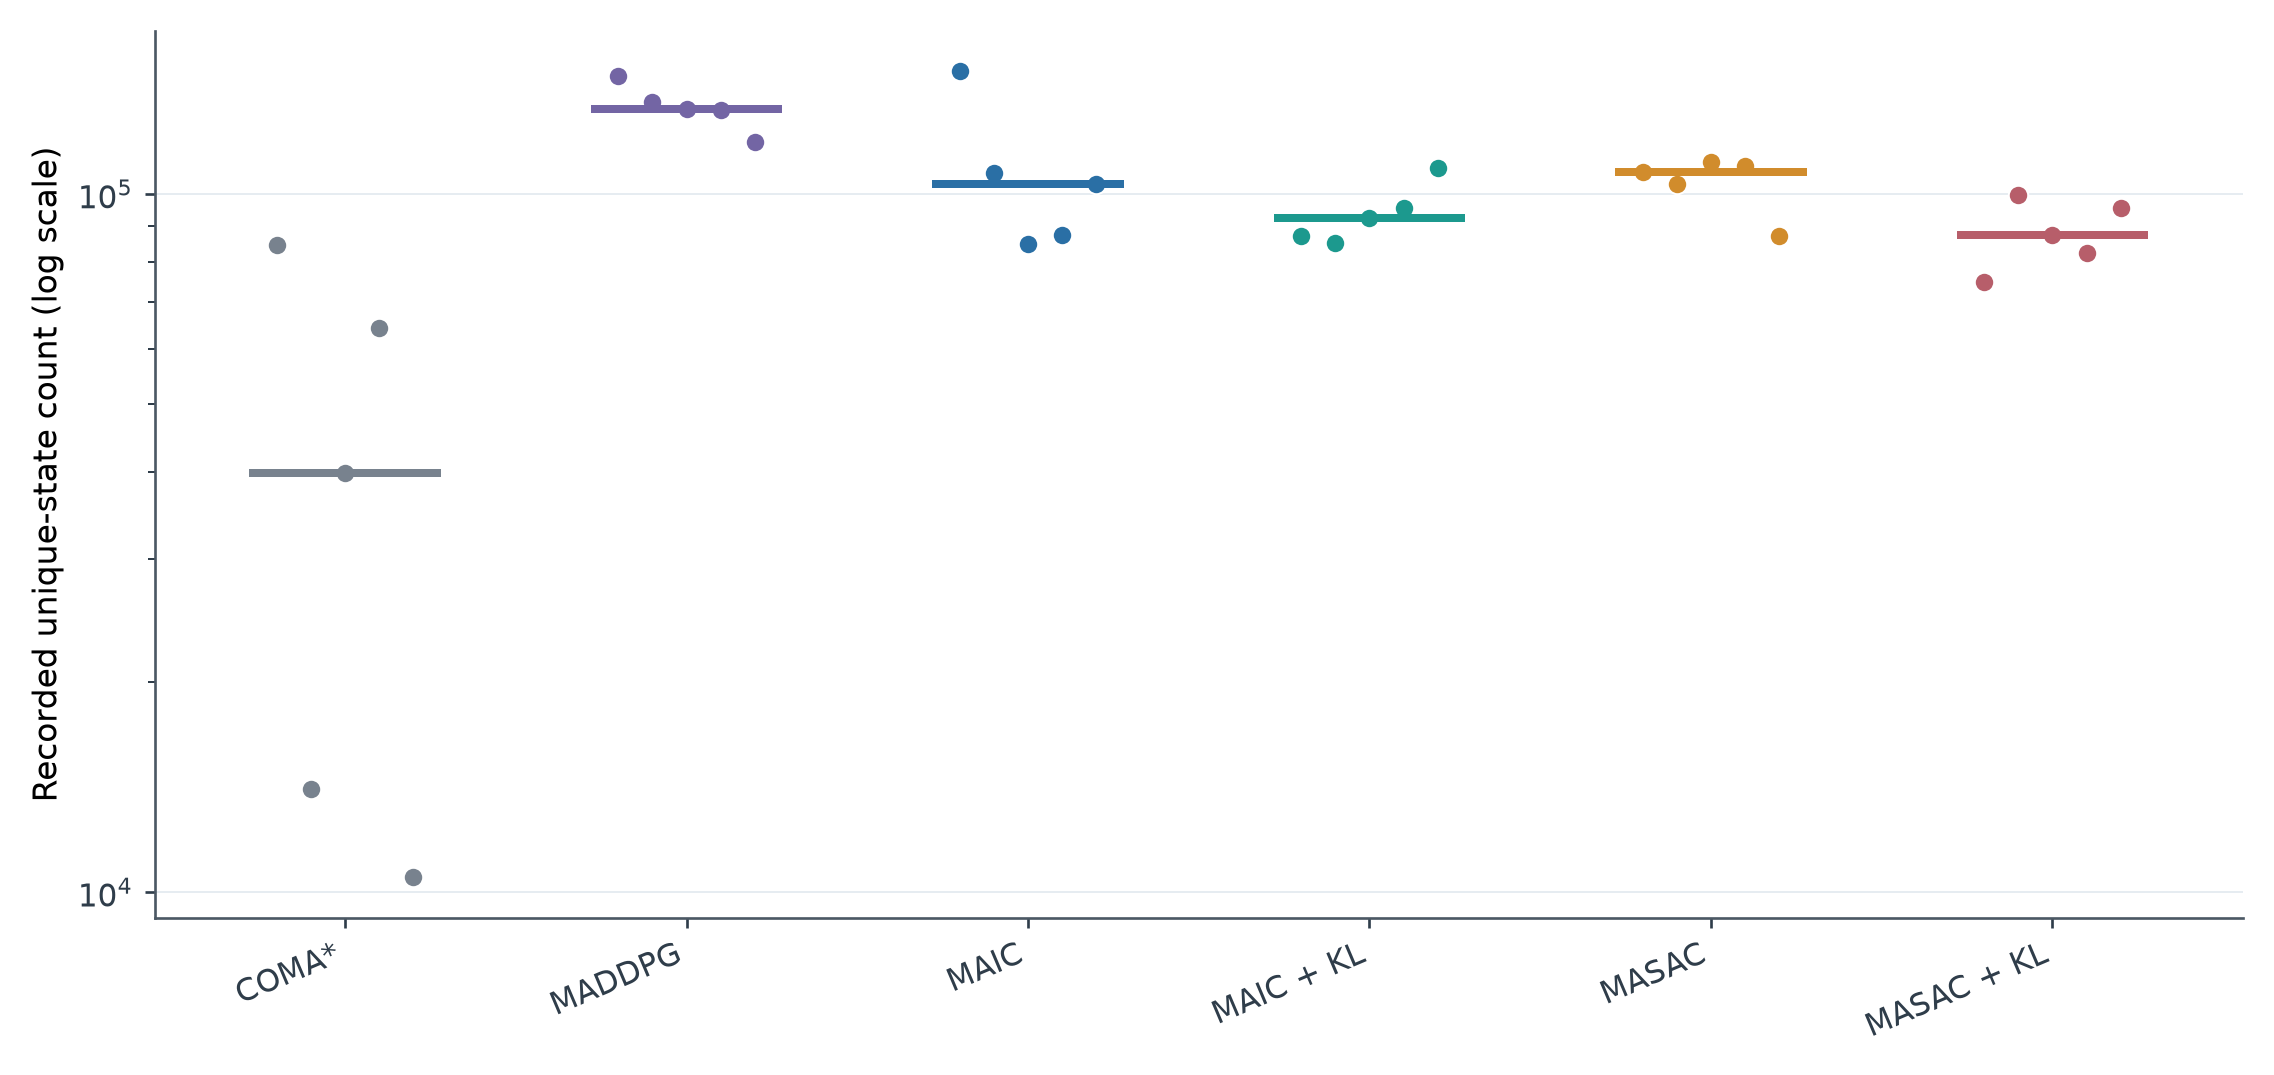 Recorded unique-state count (log scale)
10⁵
10⁴
COMA*
MADDPG
MAIC
MAIC + KL
MASAC
MASAC + KL